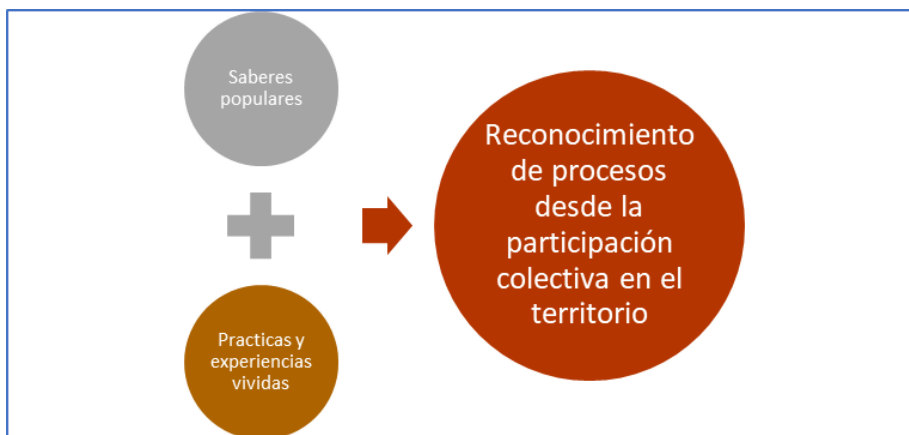 Saberes
populares
Practicas y
experiencias
vividas
Reconocimiento
de procesos
desde la
participación
colectiva en el
territorio